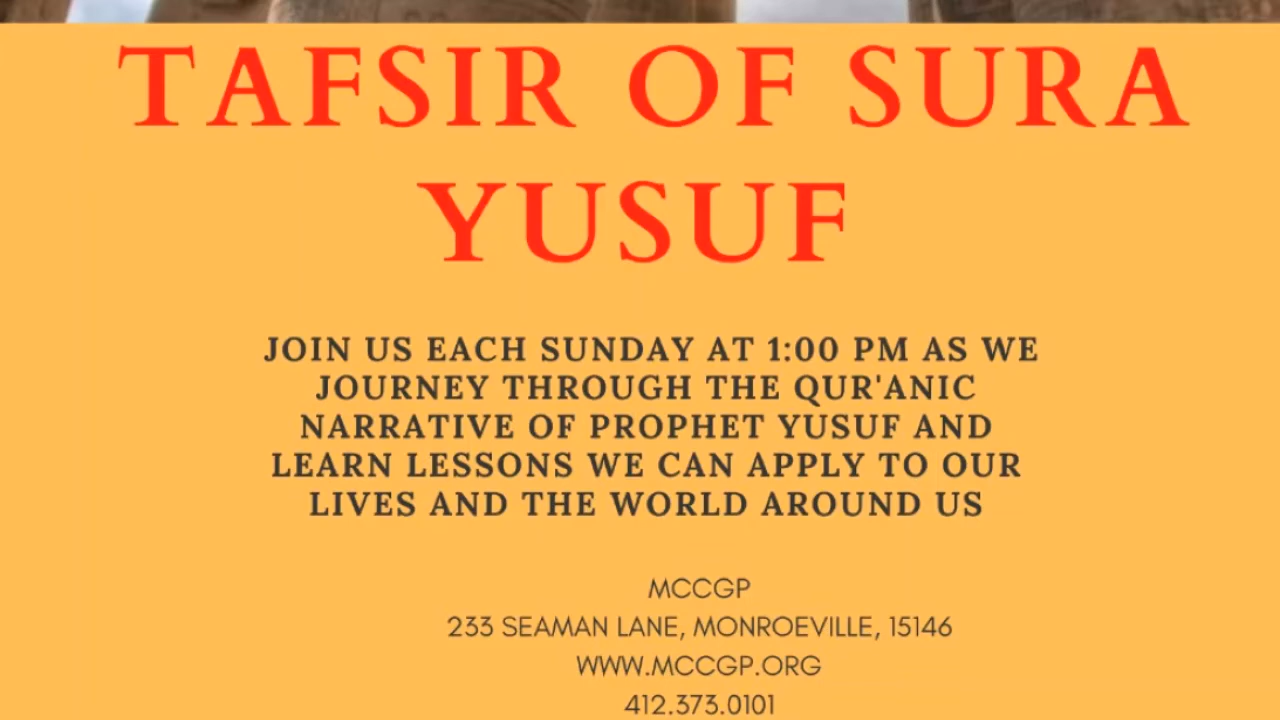 TAFSIR OF SURA
YUSUF
JOIN US EACH SUNDAY AT 1:00 PM AS WE
JOURNEY THROUGH THE QUR'ANIC
NARRATIVE OF PROPHET YUSUF AND
LEARN LESSONS WE CAN APPLY TO OUR
LIVES AND THE WORLD AROUND US
MCCGP
233 SEAMAN LANE, MONROEVILLE, 15146
WWW.MCCGP.ORG
412.373.0101